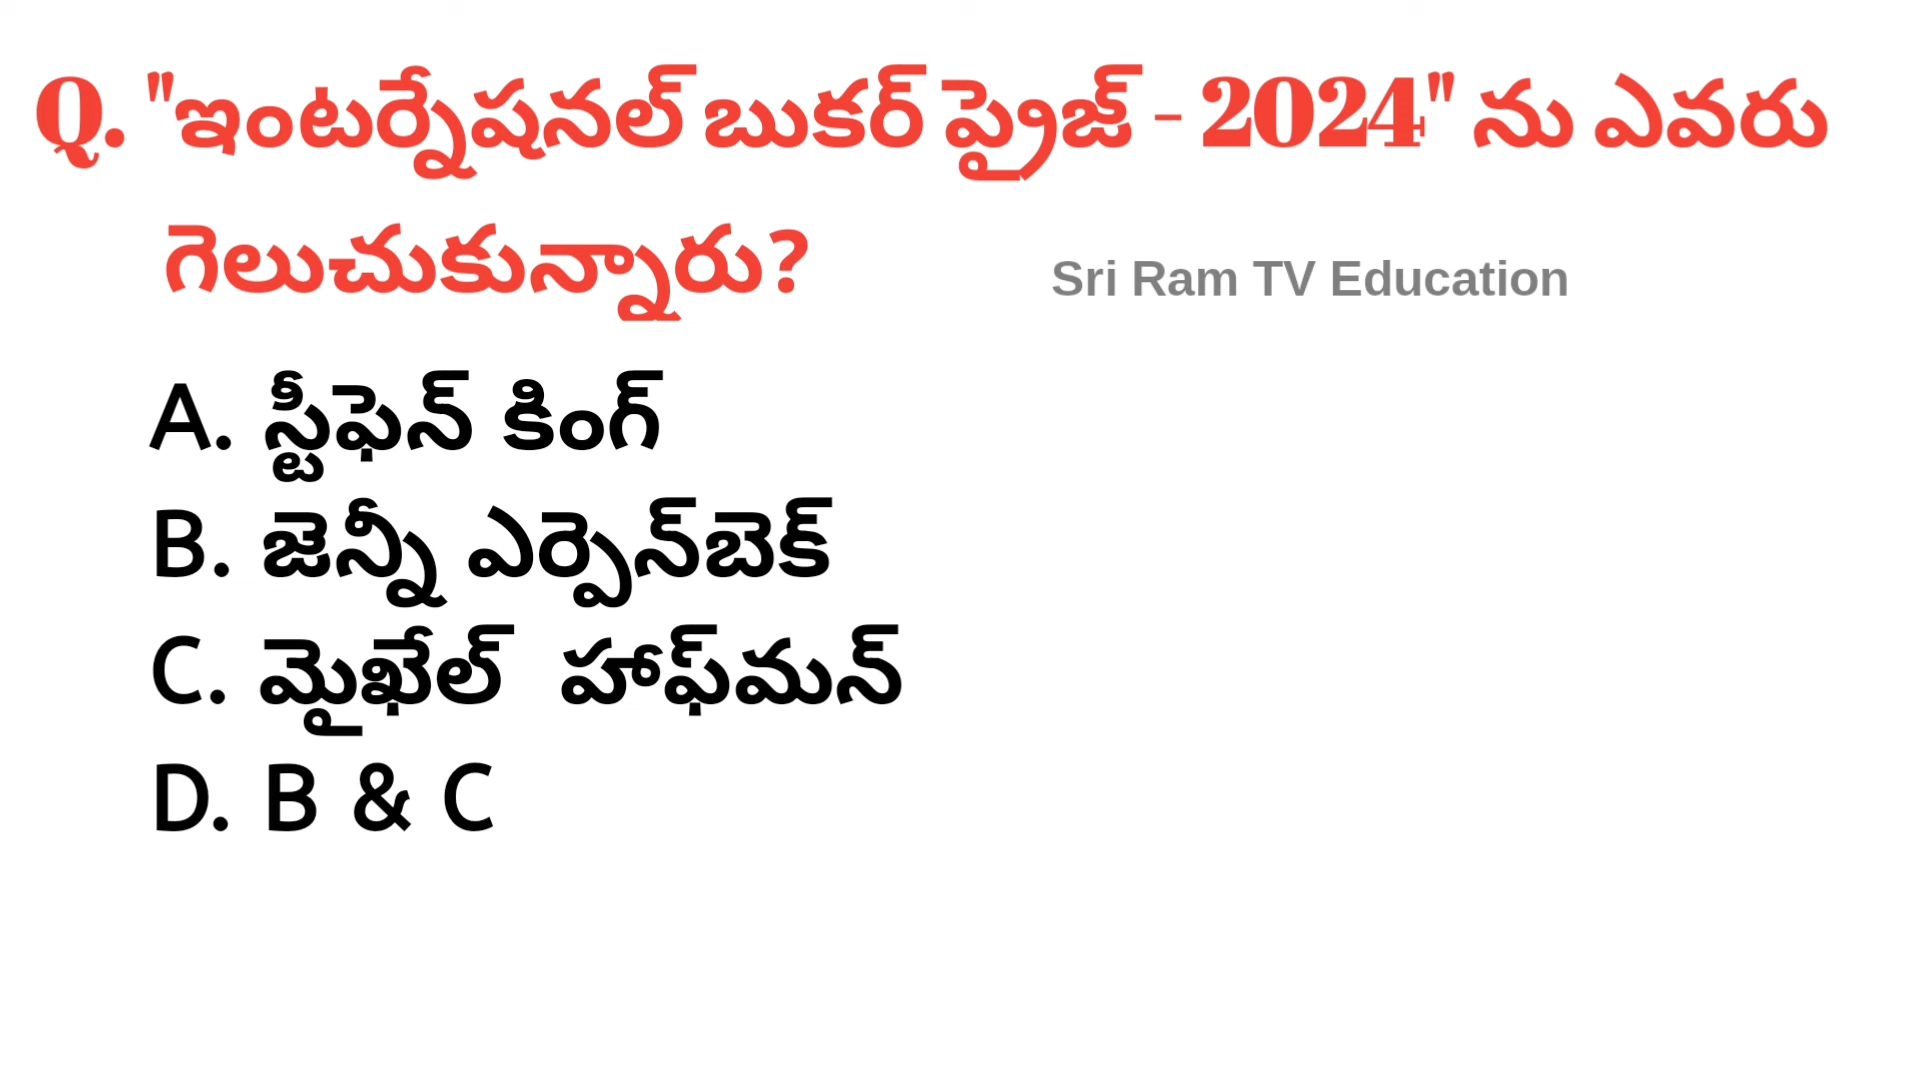 Q. "ఇంటర్నేషనల్ బుకర్ ప్రైజ్ - 2024" ను ఎవరు
గెలుచుకున్నారు?
Sri Ram TV Education
A. స్టీఫెన్ కింగ్
B. జెన్నీ ఎర్పెన్‌బెక్
C. మైఖేల్ హాఫ్‌మన్
D. B & C